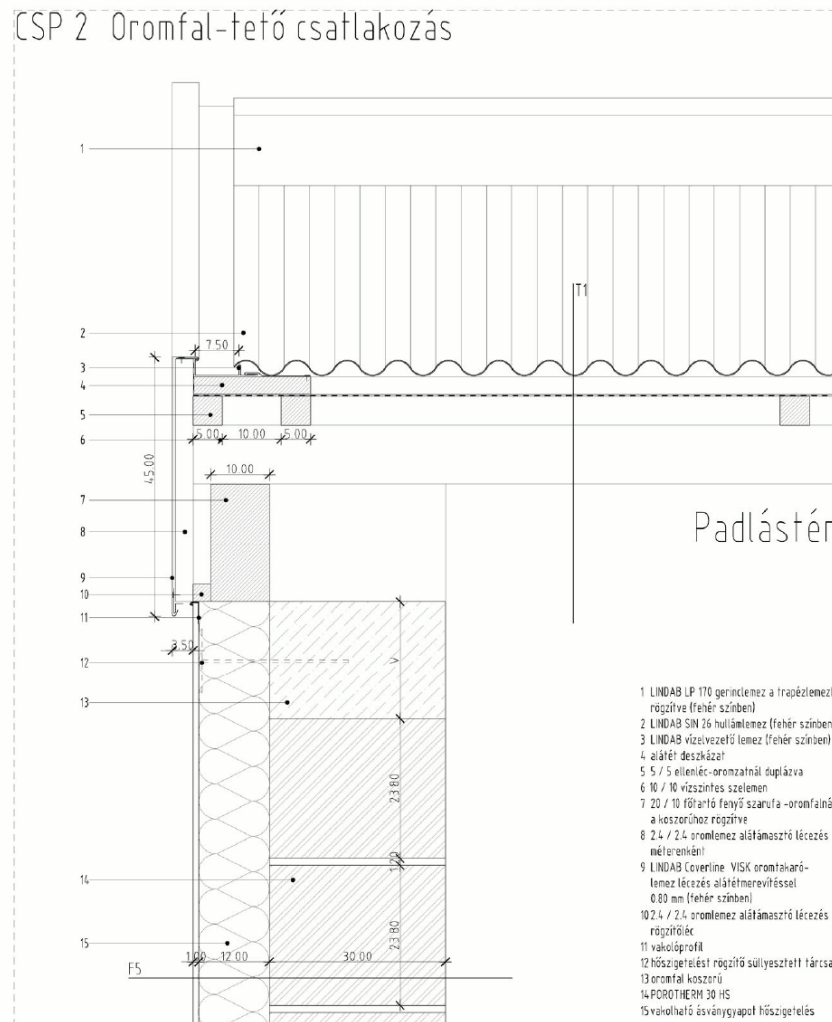 CSP 2 Oromfal-tető csatlakozás
1
T1
2
7.50
3
4
5
5.00 10.00 5.00
6
45.00
10.00
7
8
9
10
11
3.50
12
13
V
23.80
1.20
14
23.80
15
1.00 12.00 30.00
F5
1 LINDAB LP 170 gerinclemez a
rögzítve (fehér színben)
2 LINDAB SIN 26 hullámlemez (fehér színben
3 LINDAB vízelvezető lemez (fehér színben)
4 alátét deszkázat
5 5 / 5 ellenléc-oromzatnál duplázva
6 10 / 10 vízszintes szelemen
7 20 / 10 főtartó fenyő szarufa
a koszorúhoz rögzítve
8 2.4 / 2.4 oromlemez alátámasztó lécezés
méterenként
9 LINDAB Coverline VISK oromtakaró-
lemez lécezés alátétmerevítéssel
0.80 mm (fehér színben)
10 2.4 / 2.4 oromlemez alátámasztó lécezés
rögzítőléc
11 vakolóprofil
12 hőszigetelést rögzítő süllyesztett
13 oromfal koszorú
14 POROTHERM 30 HS
15 vakolható ásványgyapot hőszigetelés